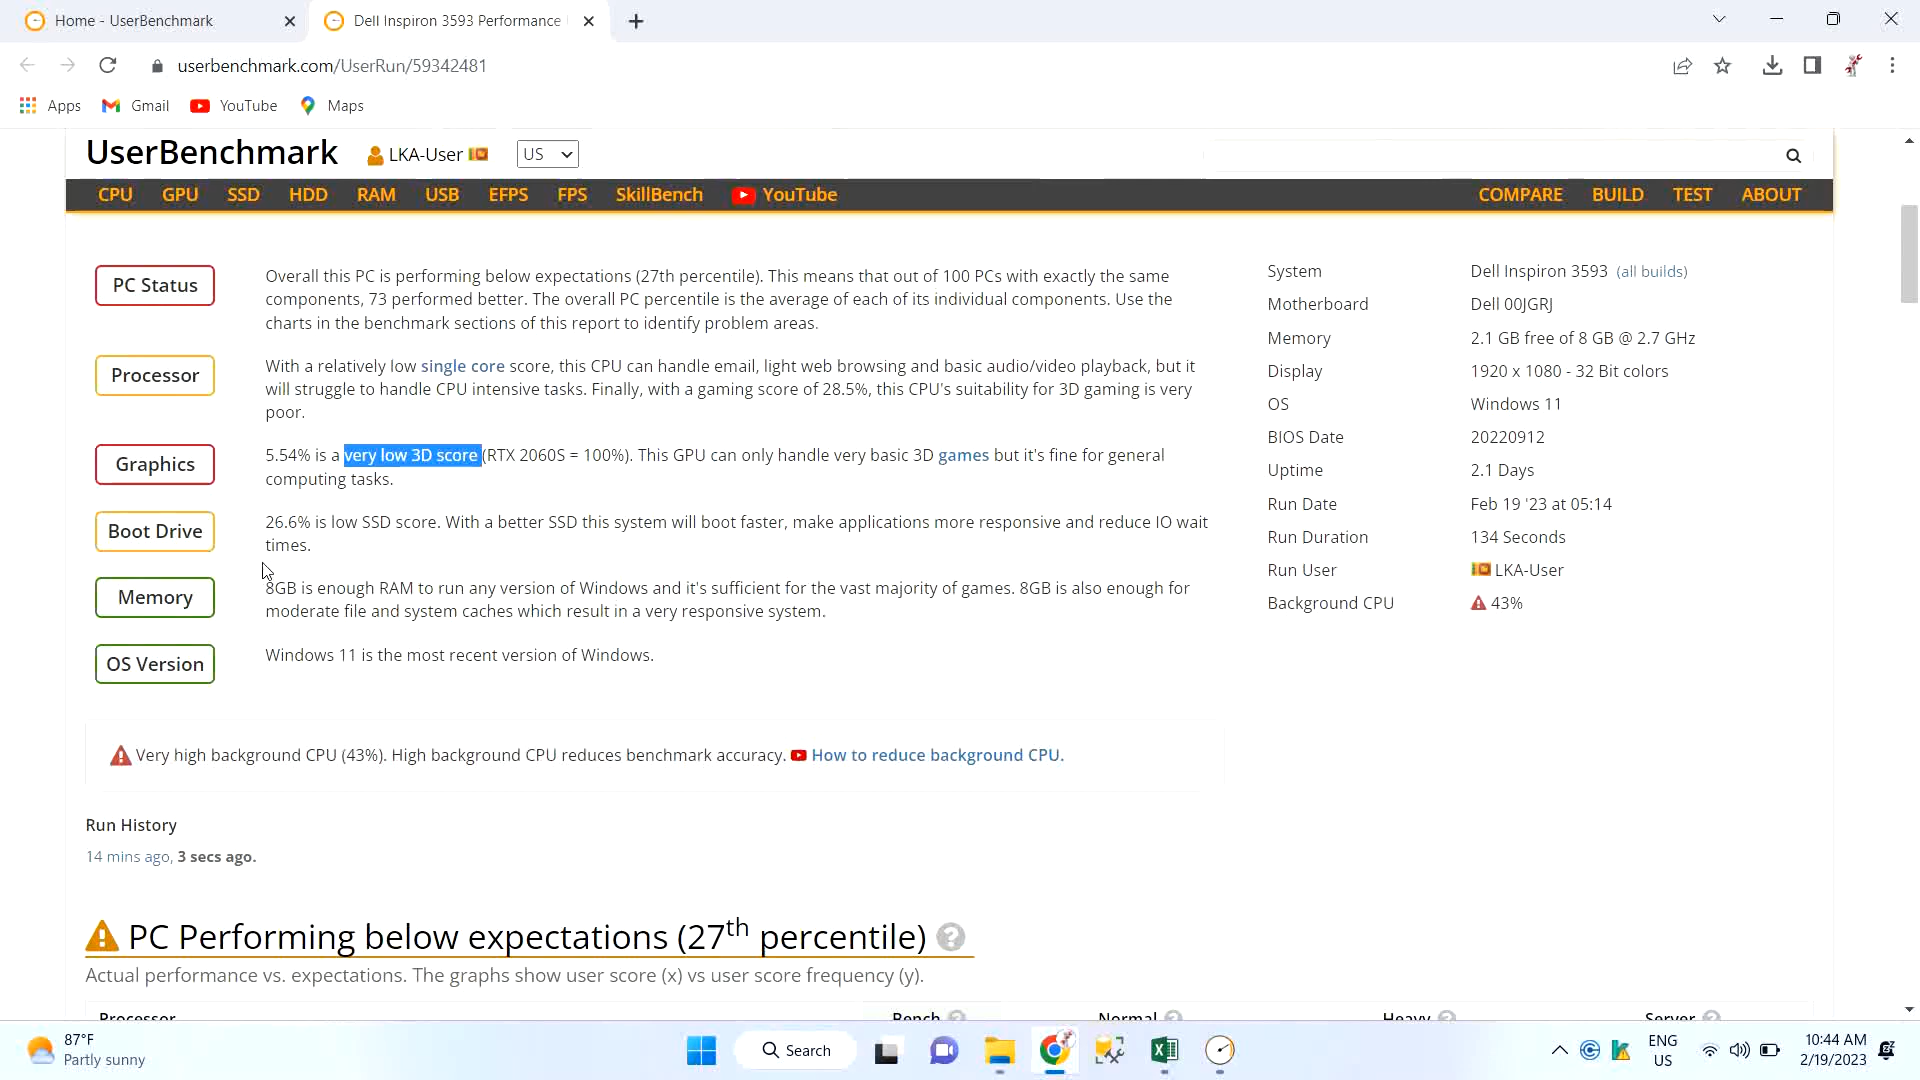 Home - UserBenchmark
Dell Inspiron 3593 Performance
userbenchmark.com/UserRun/59342481
Apps
Gmail
YouTube
Maps
UserBenchmark
LKA-User
US
CPU GPU SSD HDD RAM USB EFPS FPS SkillBench YouTube COMPARE BUILD TEST ABOUT
PC Status
Overall this PC is performing below expectations (27th percentile). This means that out of 100 PCs with exactly the same
components, 73 performed better. The overall PC percentile is the average of each of its individual components. Use the
charts in the benchmark sections of this report to identify problem areas.
Processor
With a relatively low single core score, this CPU can handle email, light web browsing and basic audio/video playback, but it
will struggle to handle CPU intensive tasks. Finally, with a gaming score of 28.5%, this CPU's suitability for 3D gaming is very
poor.
Graphics
5.54% is a very low 3D score (RTX 2060S = 100%). This GPU can only handle very basic 3D games but it's fine for general
computing tasks.
Boot Drive
26.6% is low SSD score. With a better SSD this system will boot faster, make applications more responsive and reduce IO wait
times.
Memory
8GB is enough RAM to run any version of Windows and it's sufficient for the vast majority of games. 8GB is also enough for
moderate file and system caches which result in a very responsive system.
OS Version
Windows 11 is the most recent version of Windows.
System Dell Inspiron 3593 (all builds)
Motherboard Dell 00JGRJ
Memory 2.1 GB free of 8 GB @ 2.7 GHz
Display 1920 x 1080 - 32 Bit colors
OS Windows 11
BIOS Date 20220912
Uptime 2.1 Days
Run Date Feb 19 '23 at 05:14
Run Duration 134 Seconds
Run User LKA-User
Background CPU 43%
Very high background CPU (43%). High background CPU reduces benchmark accuracy. How to reduce background CPU.
Run History
14 mins ago, 3 secs ago.
PC Performing below expectations (27th percentile) ?
Actual performance vs. expectations. The graphs show user score (x) vs user score frequency (y).
Processor Bench Normal Heavy Server
87°F
Partly sunny
Search
ENG
US
10:44 AM
2/19/2023